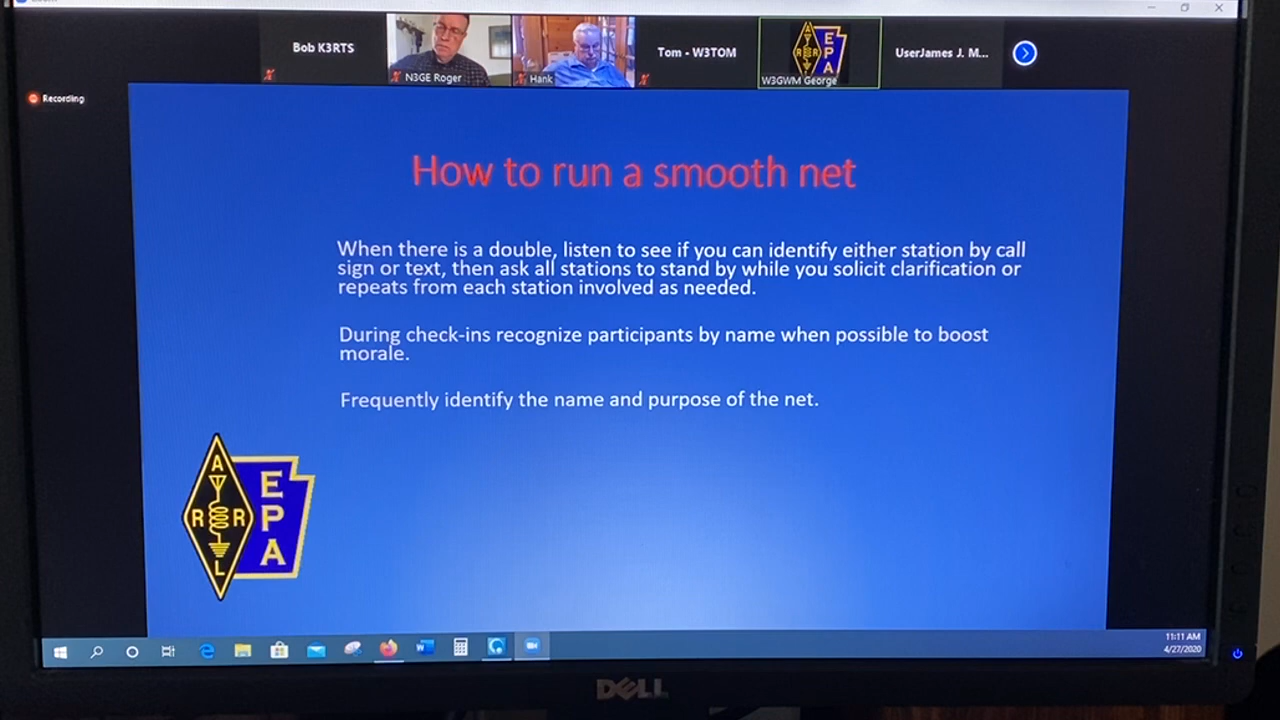 Bob K3RTS
N3GE Roger
Hank
Tom - W3TOM
A
R R
L
E
P
A
W3GWM George
UserJames J. M...
Recording
How to run a smooth net
When there is a double, listen to see if you can identify either station by call
sign or text, then ask all stations to stand by while you solicit clarification or
repeats from each station involved as needed.
During check-ins recognize participants by name when possible to boost
morale.
Frequently identify the name and purpose of the net.
A
R R
L
E
P
A
11:11 AM
4/27/2020
DELL